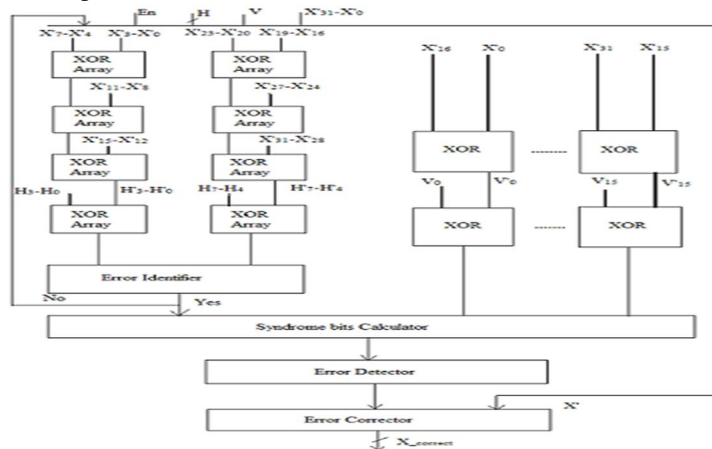 En H V X'31-X'0
X'7-X'4 X'3-X'0 X'23-X'20 X'19-X'16
XOR Array XOR Array
X'16 X'0 X'31 X'15
X'11-X'8 X'27-X'24
XOR Array XOR Array
X'15-X'12 X'31-X'28
XOR -------- XOR
XOR Array XOR Array
H3-H0 H'3-H'0 H7-H4 H'7-H'4
V0 V'0 V15 V'15
XOR Array XOR Array
XOR ------- XOR
Error Identifier
No Yes
Syndrome bits Calculator
Error Detector
X'
Error Corrector
X_correct